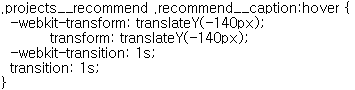 .projects__recommend .recommend__caption:hover {
  -webkit-transform: translateY(-140px);
          transform: translateY(-140px);
  -webkit-transition: 1s;
  transition: 1s;
}